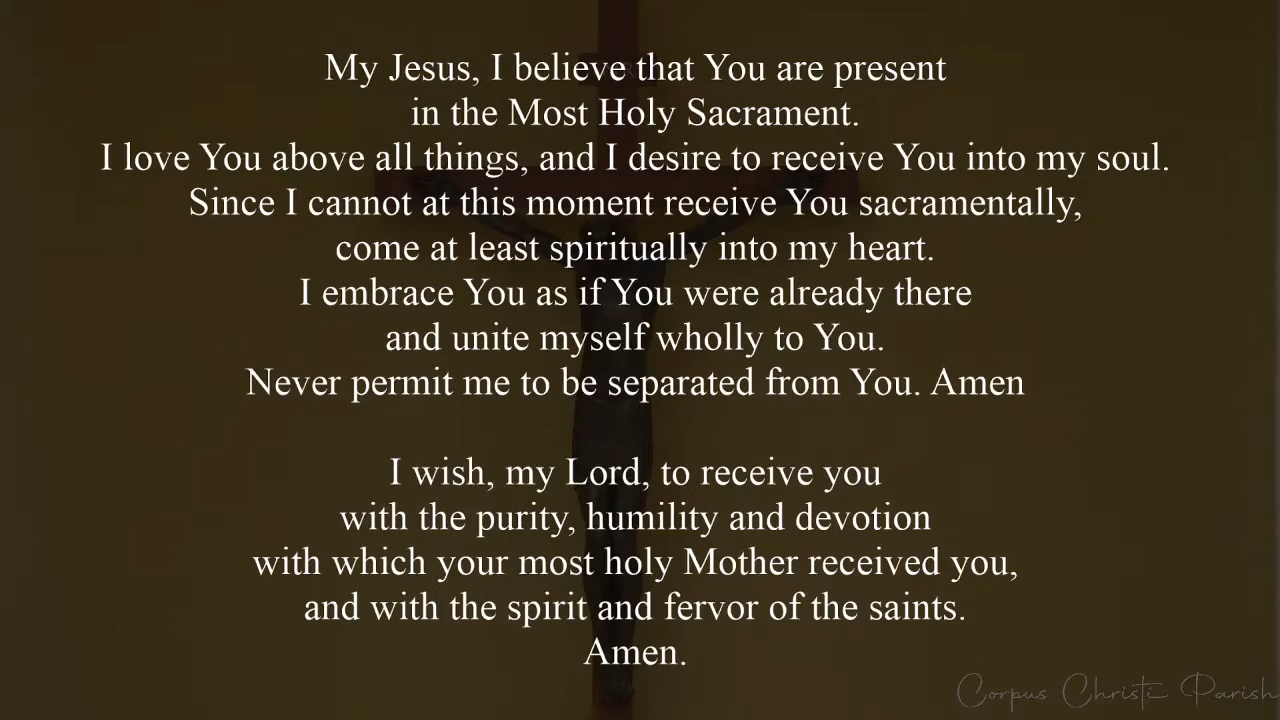 My Jesus, I believe that You are present
in the Most Holy Sacrament.
I love You above all things, and I desire to receive You into my soul.
Since I cannot at this moment receive You sacramentally,
come at least spiritually into my heart.
I embrace You as if You were already there
and unite myself wholly to You.
Never permit me to be separated from You. Amen
I wish, my Lord, to receive you
with the purity, humility and devotion
with which your most holy Mother received you,
and with the spirit and fervor of the saints.
Amen.
Corpus Christi Parish